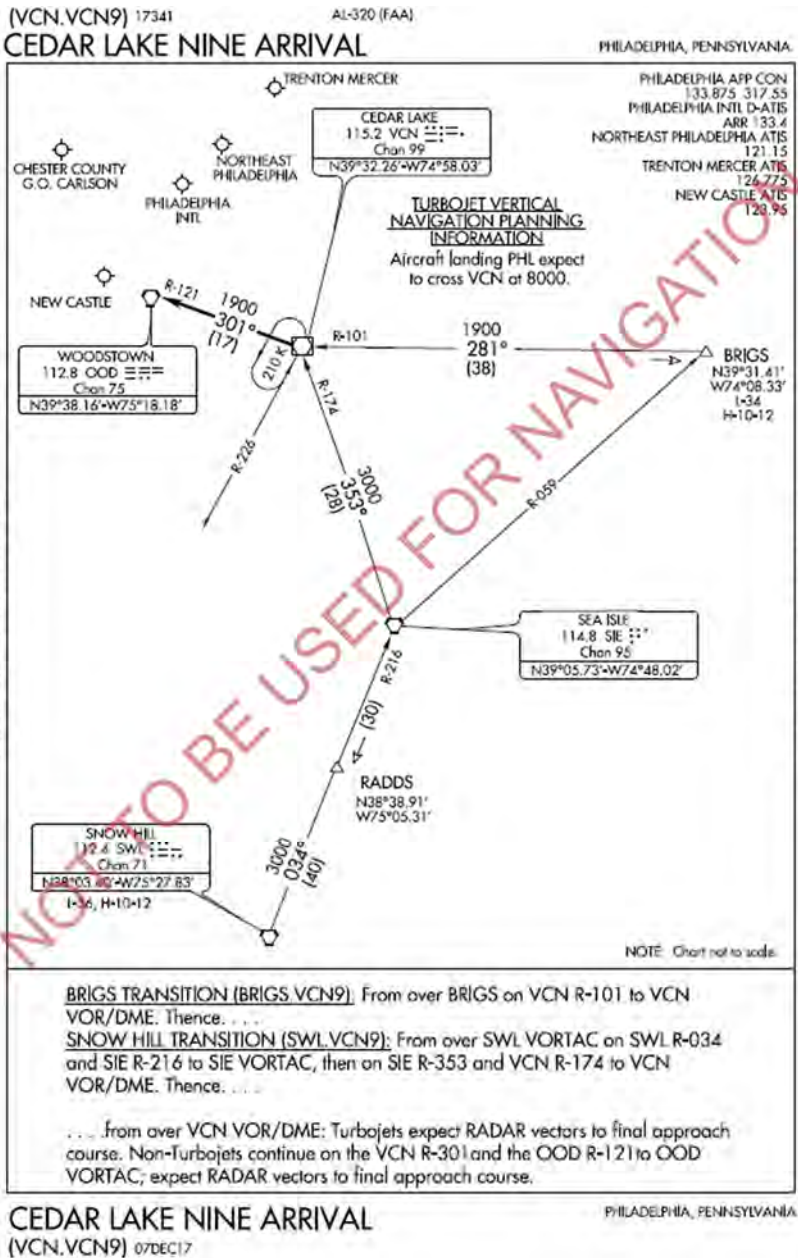 (VCN.VCN9) 17341
AL-320 (FAA)
CEDAR LAKE NINE ARRIVAL
PHILADELPHIA, PENNSYLVANIA
TRENTON MERCER
PHILADELPHIA APP CON
133.875 317.55
PHILADELPHIA INTL D-ATIS
ARR 133.4
NORTHEAST PHILADELPHIA ATIS
121.15
TRENTON MERCER ATIS
126.775
NEW CASTLE ATIS
123.95
CEDAR LAKE
115.2 VCN
Chan 99
N39°32.26'-W74°58.03'
CHESTER COUNTY
G.O. CARLSON
NORTHEAST
PHILADELPHIA
PHILADELPHIA
INTL
TURBOJET VERTICAL
NAVIGATION PLANNING
INFORMATION
Aircraft landing PHL expect
to cross VCN at 8000.
NEW CASTLE
R-121
1900
301°
(17)
210 K
R-101
1900
281°
(38)
BRIGS
N39°31.41'
W74°08.33'
L-34
H-10-12
WOODSTOWN
112.8 OOD
Chan 75
N39°38.16'-W75°18.18'
R-174
R-226
3000
353°
(28)
R-059
SEA ISLE
114.8 SIE
Chan 95
N39°05.73'-W74°48.02'
R-216
(30)
RADDS
N38°38.91'
W75°05.31'
SNOW HILL
112.4 SWL
Chan 71
N38°03.40'-W75°27.83'
L-36, H-10-12
3000
034°
(40)
NOT TO BE USED FOR NAVIGATION
NOTE: Chart not to scale.
BRIGS TRANSITION (BRIGS.VCN9): From over BRIGS on VCN R-101 to VCN
VOR/DME. Thence. . . .
SNOW HILL TRANSITION (SWL.VCN9): From over SWL VORTAC on SWL R-034
and SIE R-216 to SIE VORTAC, then on SIE R-353 and VCN R-174 to VCN
VOR/DME. Thence. . . .
. . . .from over VCN VOR/DME: Turbojets expect RADAR vectors to final approach
course. Non-Turbojets continue on the VCN R-301 and the OOD R-121 to OOD
VORTAC; expect RADAR vectors to final approach course.
CEDAR LAKE NINE ARRIVAL
PHILADELPHIA, PENNSYLVANIA
(VCN.VCN9) 07DEC17